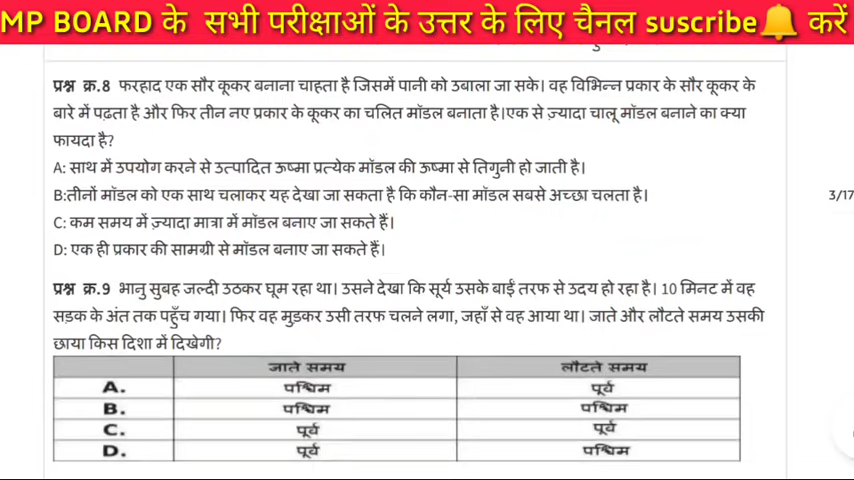 MP BOARD के सभी परीक्षाओं के उत्तर के लिए चैनल suscribe🔔 करें
प्रश्न क्र.8 फरहाद एक सौर कूकर बनाना चाहता है जिसमें पानी को उबाला जा सके। वह विभिन्न प्रकार के सौर कूकर के
बारे में पढ़ता है और फिर तीन नए प्रकार के कूकर का चलित मॉडल बनाता है।एक से ज़्यादा चालू मॉडल बनाने का क्या
फायदा है?
A: साथ में उपयोग करने से उत्पादित ऊष्मा प्रत्येक मॉडल की ऊष्मा से तिगुनी हो जाती है।
B:तीनों मॉडल को एक साथ चलाकर यह देखा जा सकता है कि कौन-सा मॉडल सबसे अच्छा चलता है।
3/17
C: कम समय में ज़्यादा मात्रा में मॉडल बनाए जा सकते हैं।
D: एक ही प्रकार की सामग्री से मॉडल बनाए जा सकते हैं।
प्रश्न क्र.9 भानु सुबह जल्दी उठकर घूम रहा था। उसने देखा कि सूर्य उसके बाईं तरफ से उदय हो रहा है। 10 मिनट में वह
सड़क के अंत तक पहुँच गया। फिर वह मुड़कर उसी तरफ चलने लगा, जहाँ से वह आया था। जाते और लौटते समय उसकी
छाया किस दिशा में दिखेगी?
जाते समय लौटते समय
A. पश्चिम पूर्व
B. पश्चिम पश्चिम
C. पूर्व पूर्व
D. पूर्व पश्चिम